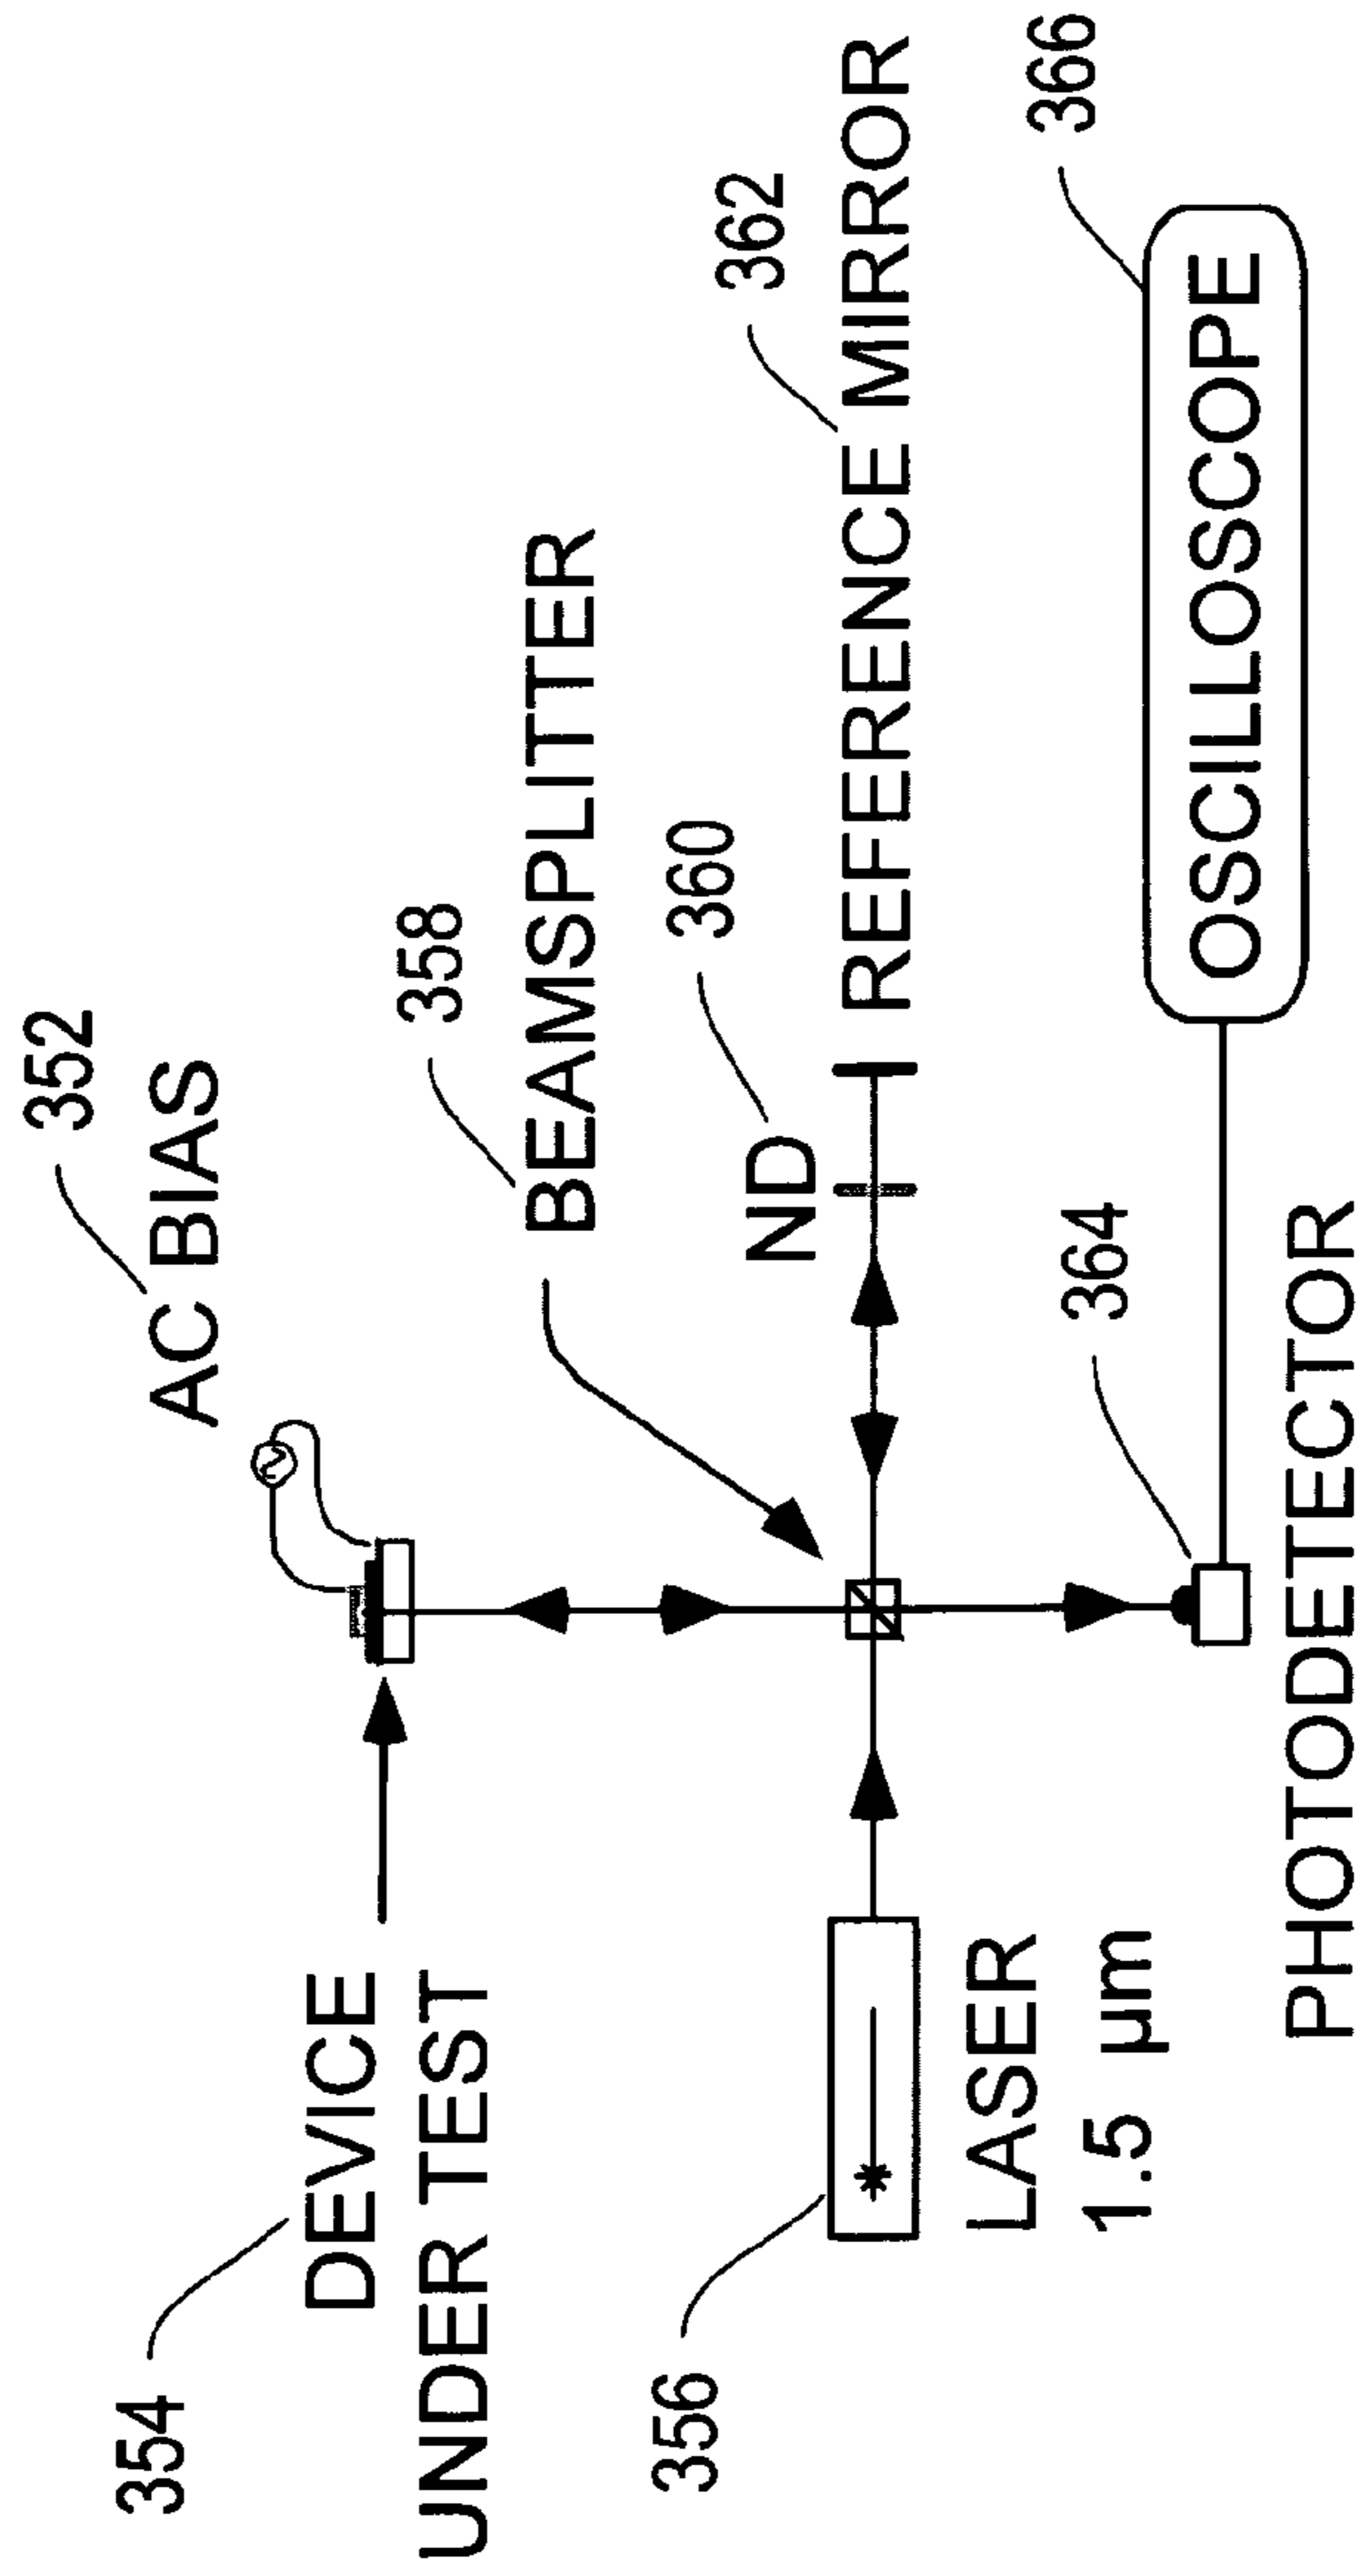 352
AC BIAS
354
DEVICE
UNDER TEST
358
BEAMSPLITTER
360
ND
362
REFERENCE MIRROR
356
LASER
1.5 µm
364
PHOTODETECTOR
366
OSCILLOSCOPE